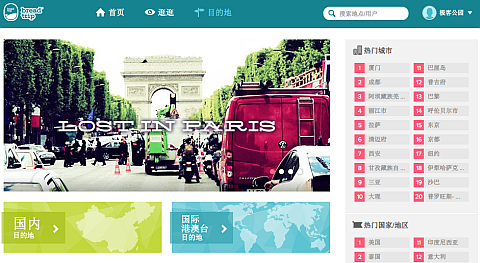 bread trip
首页
逛逛
目的地
搜索地点/用户
极客公园
LOST IN PARIS
国内
目的地
国际
港澳台
目的地
热门城市
1 厦门
2 成都
3 阿坝藏族羌...
4 丽江市
5 拉萨
6 清迈府
7 西安
8 甘孜藏族自...
9 三亚
10 大理
11 巴厘岛
12 普吉府
13 巴黎
14 呼伦贝尔市
15 东京
16 京都
17 纽约
18 伊犁哈萨克...
19 沙巴
20 普罗旺斯-...
热门国家/地区
1 美国
2 泰国
11 印度尼西亚
12 意大利